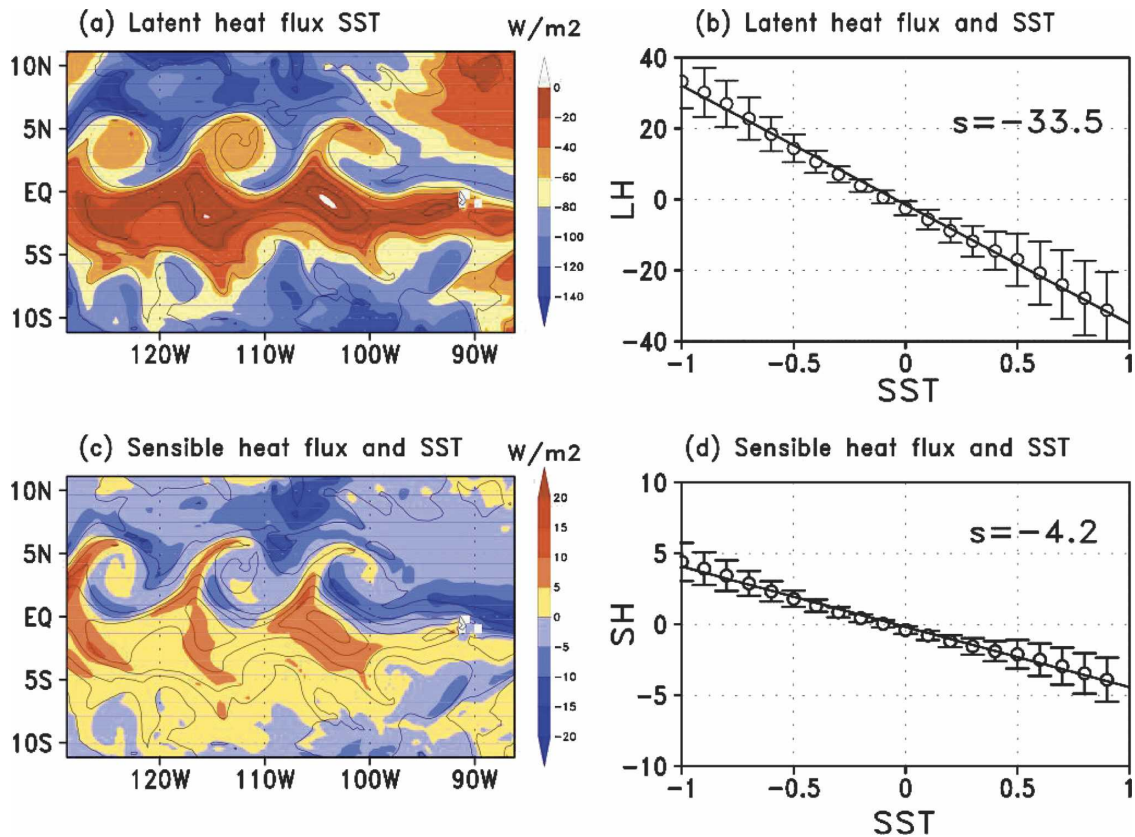 (a) Latent heat flux SST
W/m2
10N
5N
EQ
5S
10S
120W 110W 100W 90W
0
-20
-40
-60
-80
-100
-120
-140
(b) Latent heat flux and SST
s=-33.5
LH
40
20
0
-20
-40
-1 -0.5 0 0.5 1
SST
(c) Sensible heat flux and SST
W/m2
10N
5N
EQ
5S
10S
120W 110W 100W 90W
20
15
10
5
0
-5
-10
-15
-20
(d) Sensible heat flux and SST
s=-4.2
SH
10
5
0
-5
-10
-1 -0.5 0 0.5 1
SST